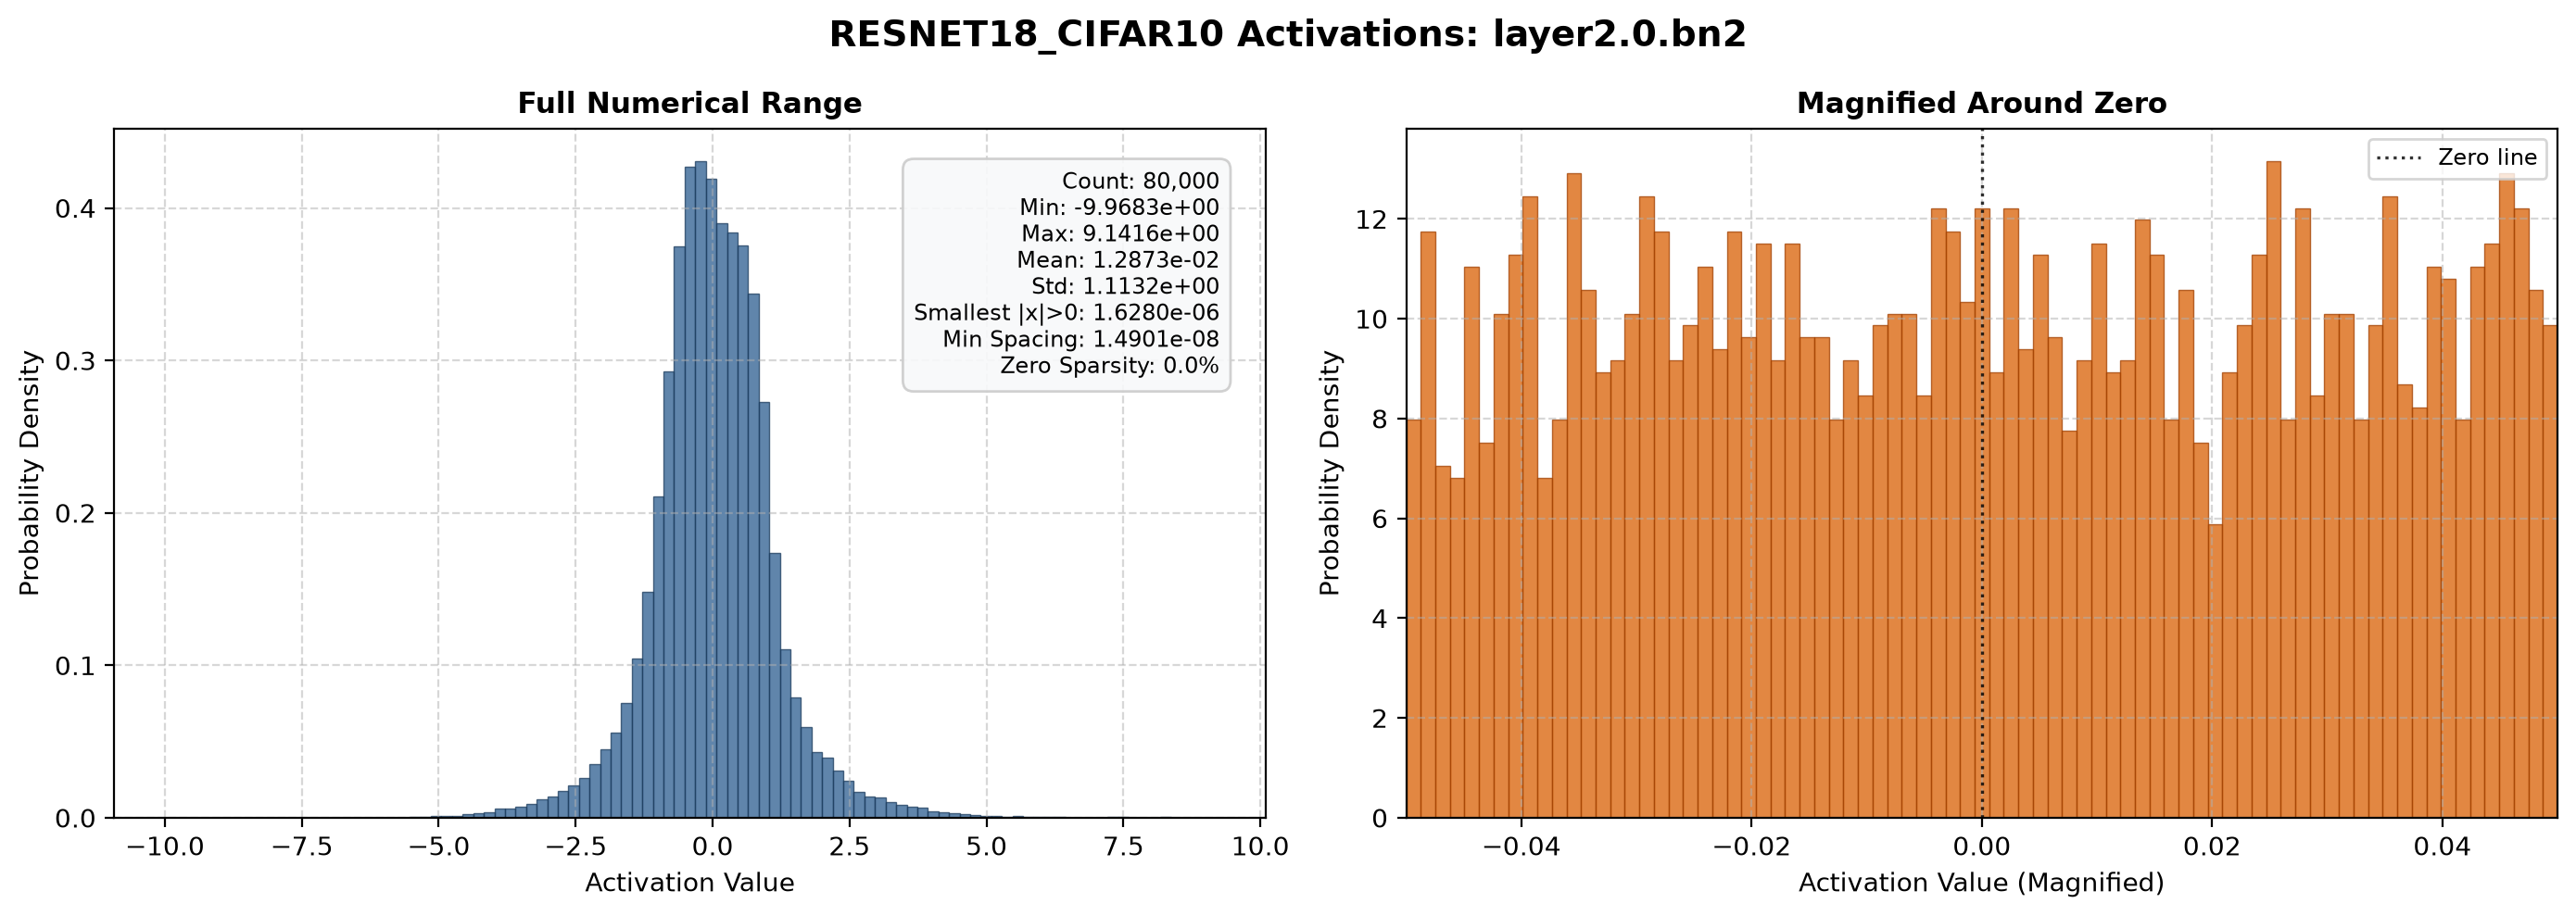 RESNET18_CIFAR10 Activations: layer2.0.bn2
Full Numerical Range
Probability Density
0.4
0.3
0.2
0.1
0.0
Count: 80,000
Min: -9.9683e+00
Max: 9.1416e+00
Mean: 1.2873e-02
Std: 1.1132e+00
Smallest |x|>0: 1.6280e-06
Min Spacing: 1.4901e-08
Zero Sparsity: 0.0%
−10.0 −7.5 −5.0 −2.5 0.0 2.5 5.0 7.5 10.0
Activation Value
Magnified Around Zero
Probability Density
12
10
8
6
4
2
0
Zero line
−0.04 −0.02 0.00 0.02 0.04
Activation Value (Magnified)